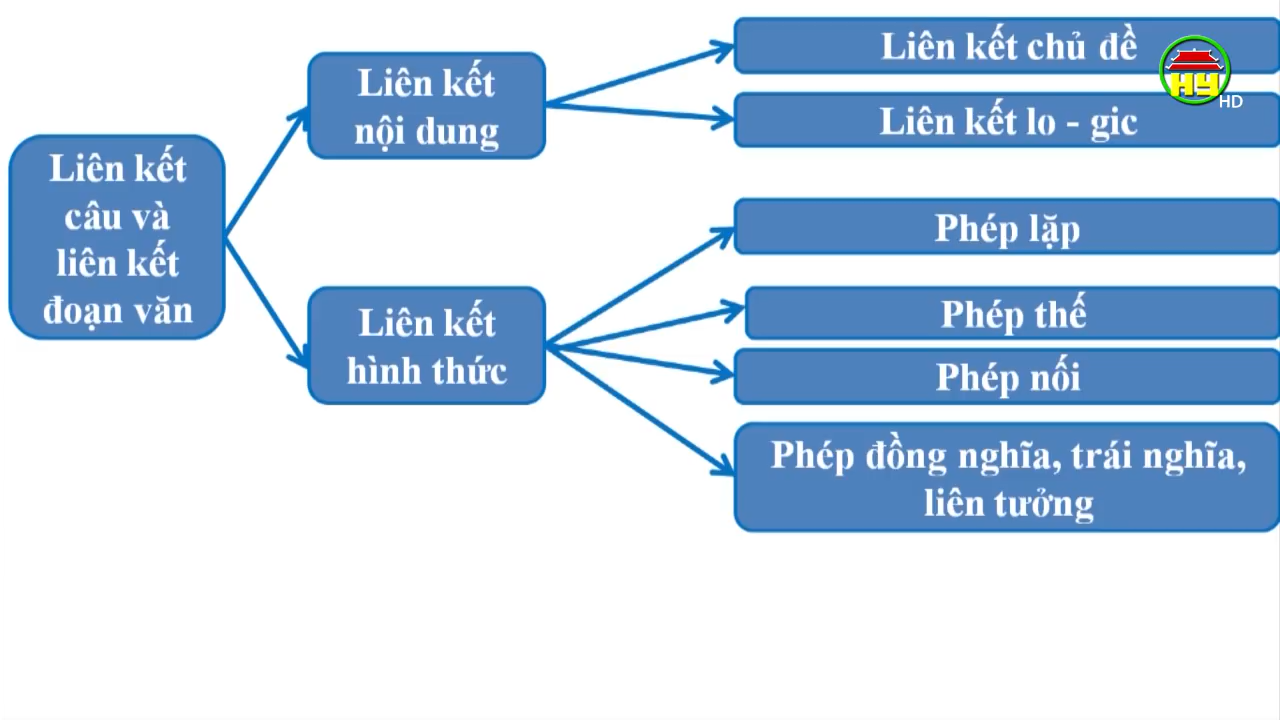 Liên kết
câu và
liên kết
đoạn văn
Liên kết
nội dung
Liên kết
hình thức
Liên kết chủ đề
Liên kết lo - gic
Phép lặp
Phép thế
Phép nối
Phép đồng nghĩa, trái nghĩa,
liên tưởng
HY
HD